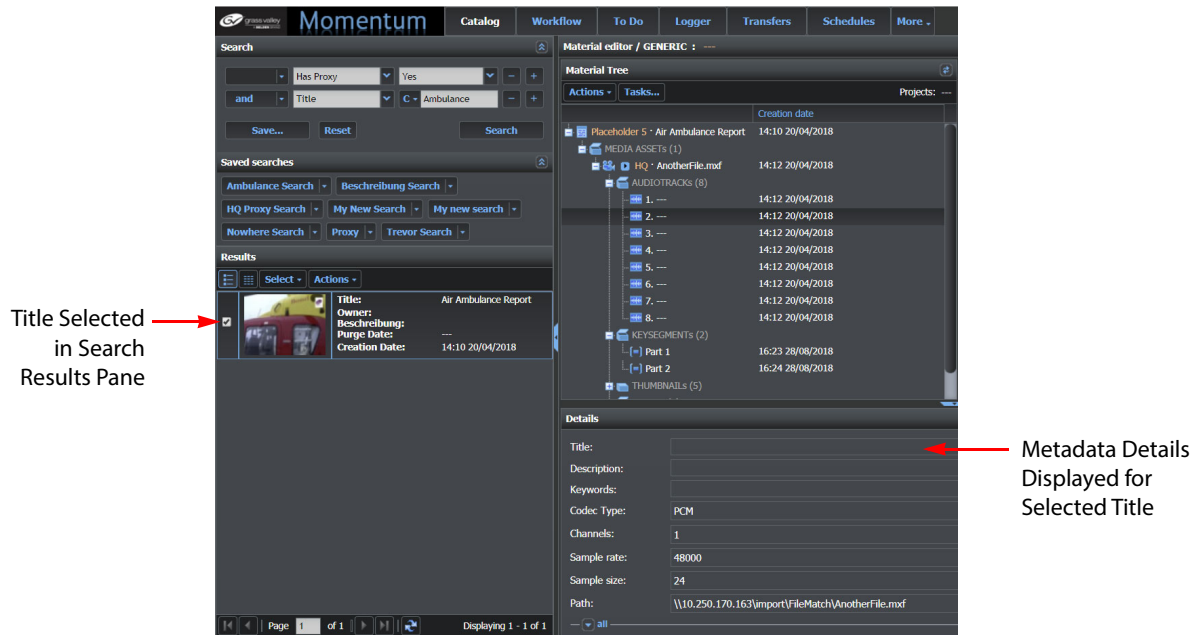 grass valley
Momentum
Catalog Workflow To Do Logger Transfers Schedules More
Search
Has Proxy Yes - +
and Title C Ambulance - +
Save... Reset Search
Saved searches
Ambulance Search Beschreibung Search
HQ Proxy Search My New Search My new search
Nowhere Search Proxy Trevor Search
Results
Select Actions
Title: Air Ambulance Report
Owner:
Beschreibung:
Purge Date: ---
Creation Date: 14:10 20/04/2018
Page 1 of 1 Displaying 1 - 1 of 1
Title Selected
in Search
Results Pane
Material editor / GENERIC : ---
Material Tree
Actions Tasks... Projects: ---
Creation date
Placeholder 5 · Air Ambulance Report 14:10 20/04/2018
MEDIA ASSETs (1)
HQ · AnotherFile.mxf 14:12 20/04/2018
AUDIOTRACKs (8)
1. --- 14:12 20/04/2018
2. --- 14:12 20/04/2018
3. --- 14:12 20/04/2018
4. --- 14:12 20/04/2018
5. --- 14:12 20/04/2018
6. --- 14:12 20/04/2018
7. --- 14:12 20/04/2018
8. --- 14:12 20/04/2018
KEYSEGMENTs (2)
Part 1 16:23 28/08/2018
Part 2 16:24 28/08/2018
THUMBNAILs (5)
Details
Title:
Description:
Keywords:
Codec Type: PCM
Channels: 1
Sample rate: 48000
Sample size: 24
Path: \\10.250.170.163\import\FileMatch\AnotherFile.mxf
all
Metadata Details
Displayed for
Selected Title